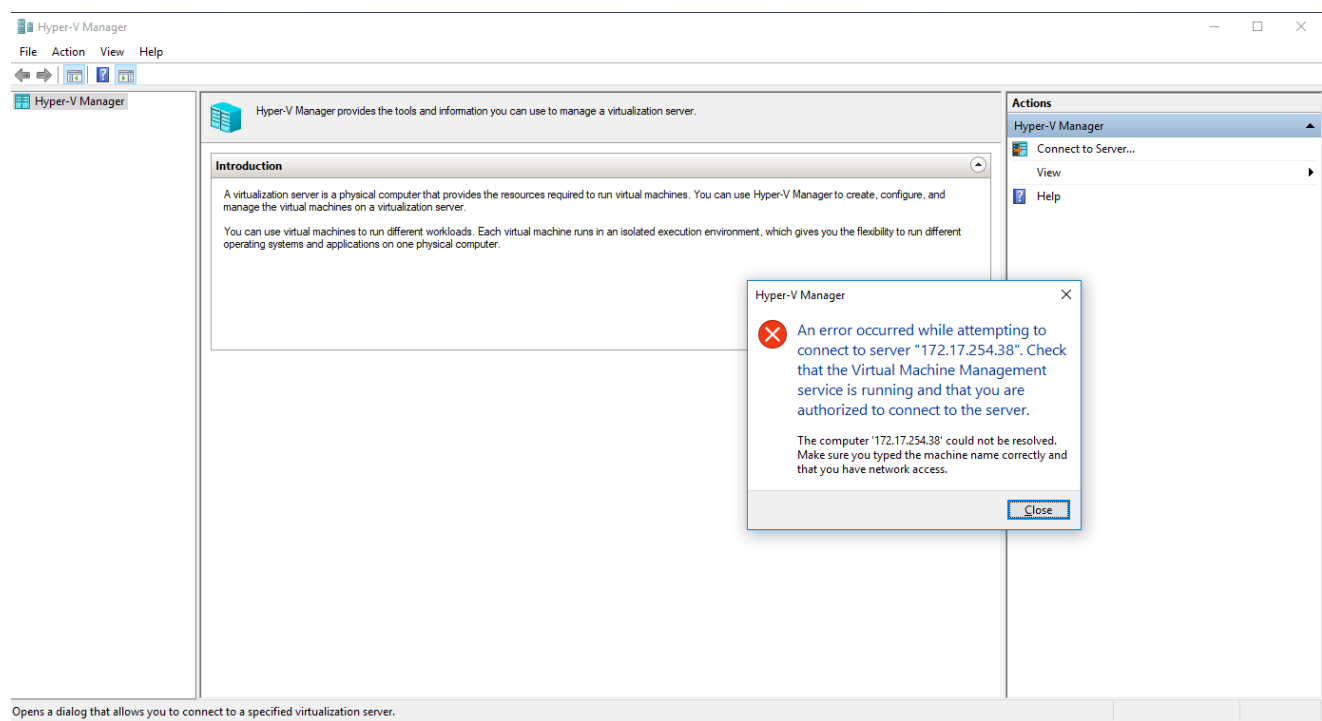 Hyper-V Manager
File Action View Help
Hyper-V Manager
Hyper-V Manager provides the tools and information you can use to manage a virtualization server.
Introduction
A virtualization server is a physical computer that provides the resources required to run virtual machines. You can use Hyper-V Manager to create, configure, and
manage the virtual machines on a virtualization server.
You can use virtual machines to run different workloads. Each virtual machine runs in an isolated execution environment, which gives you the flexibility to run different
operating systems and applications on one physical computer.
Actions
Hyper-V Manager
Connect to Server...
View
Help
Hyper-V Manager
An error occurred while attempting to
connect to server "172.17.254.38". Check
that the Virtual Machine Management
service is running and that you are
authorized to connect to the server.
The computer '172.17.254.38' could not be resolved.
Make sure you typed the machine name correctly and
that you have network access.
Close
Opens a dialog that allows you to connect to a specified virtualization server.